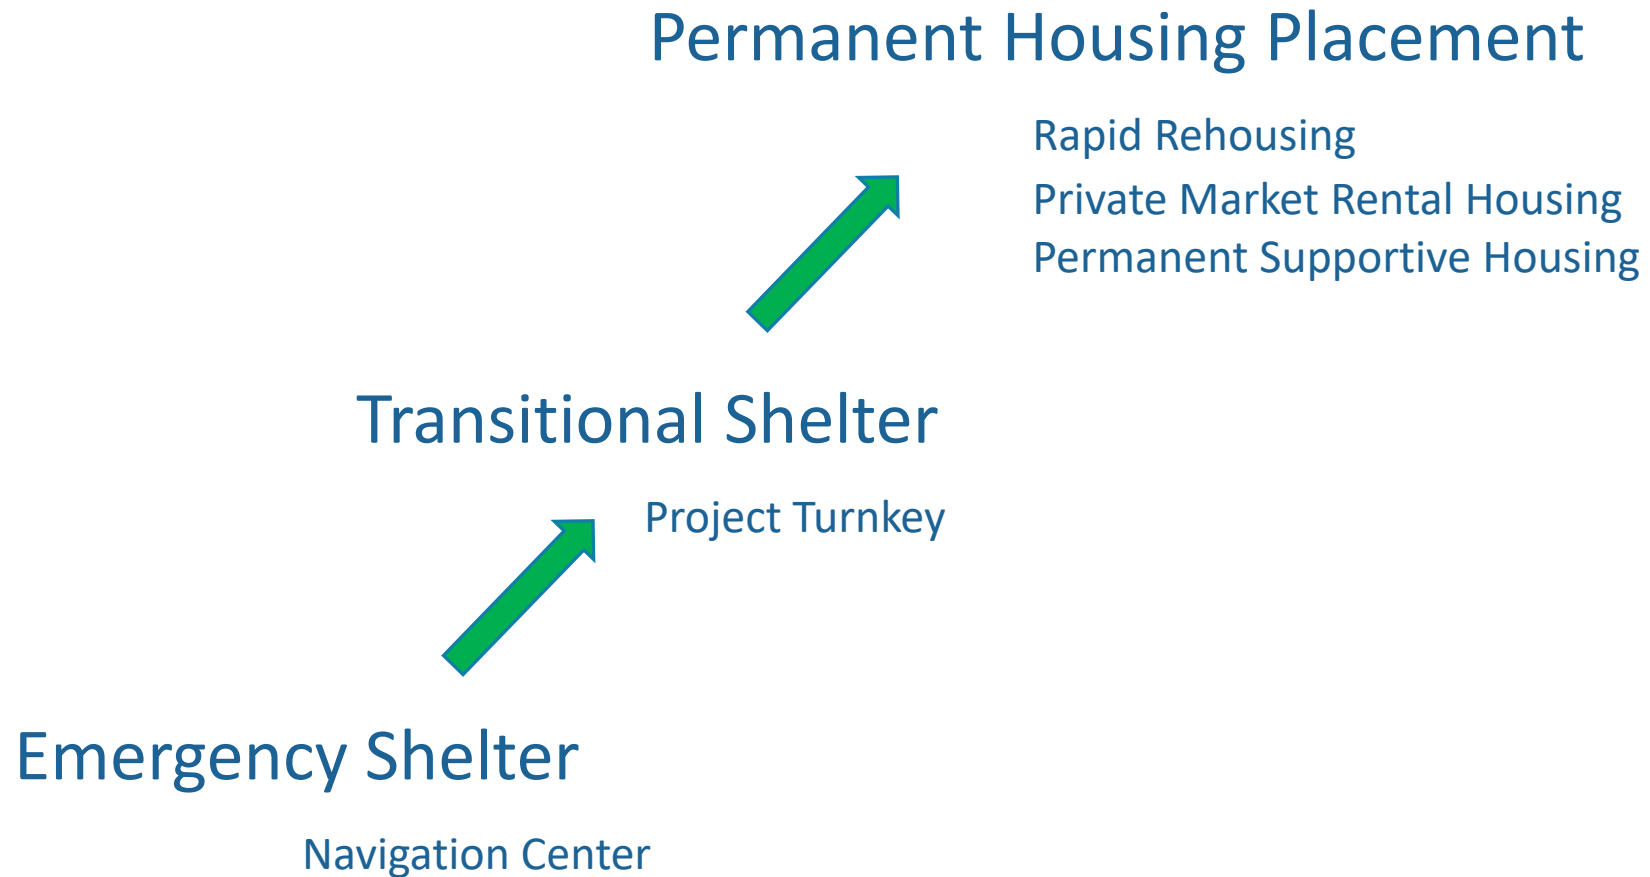 Permanent Housing Placement
Rapid Rehousing
Private Market Rental Housing
Permanent Supportive Housing
Transitional Shelter
Project Turnkey
Emergency Shelter
Navigation Center